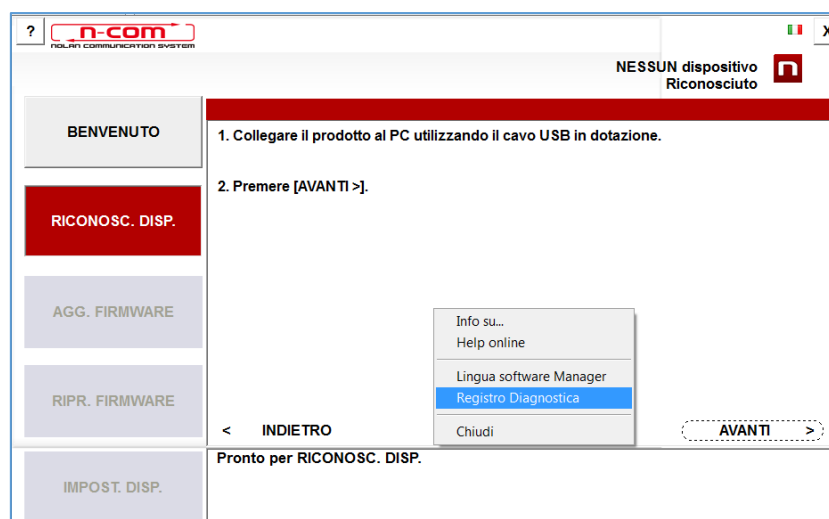 ?
n-com
NOLAN COMMUNICATION SYSTEM
X
NESSUN dispositivo
Riconosciuto
n
BENVENUTO
1. Collegare il prodotto al PC utilizzando il cavo USB in dotazione.
2. Premere [AVANTI >].
RICONOSC. DISP.
AGG. FIRMWARE
Info su...
Help online
Lingua software Manager
Registro Diagnostica
Chiudi
RIPR. FIRMWARE
< INDIETRO
AVANTI >
Pronto per RICONOSC. DISP.
IMPOST. DISP.